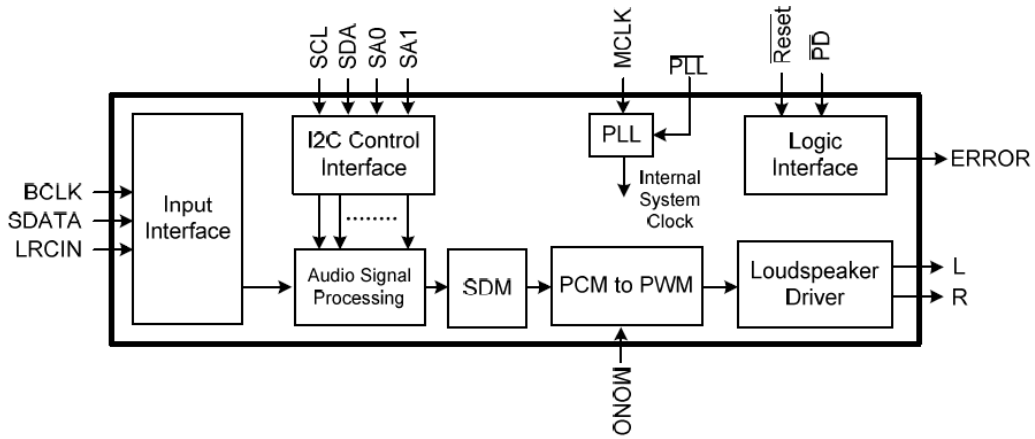 SCL
SDA
SA0
SA1
MCLK
PLL
Reset
PD
I2C Control
Interface
PLL
Logic
Interface
ERROR
BCLK
SDATA
LRCIN
Input
Interface
........
Internal
System
Clock
Audio Signal
Processing
SDM
PCM to PWM
Loudspeaker
Driver
L
R
MONO